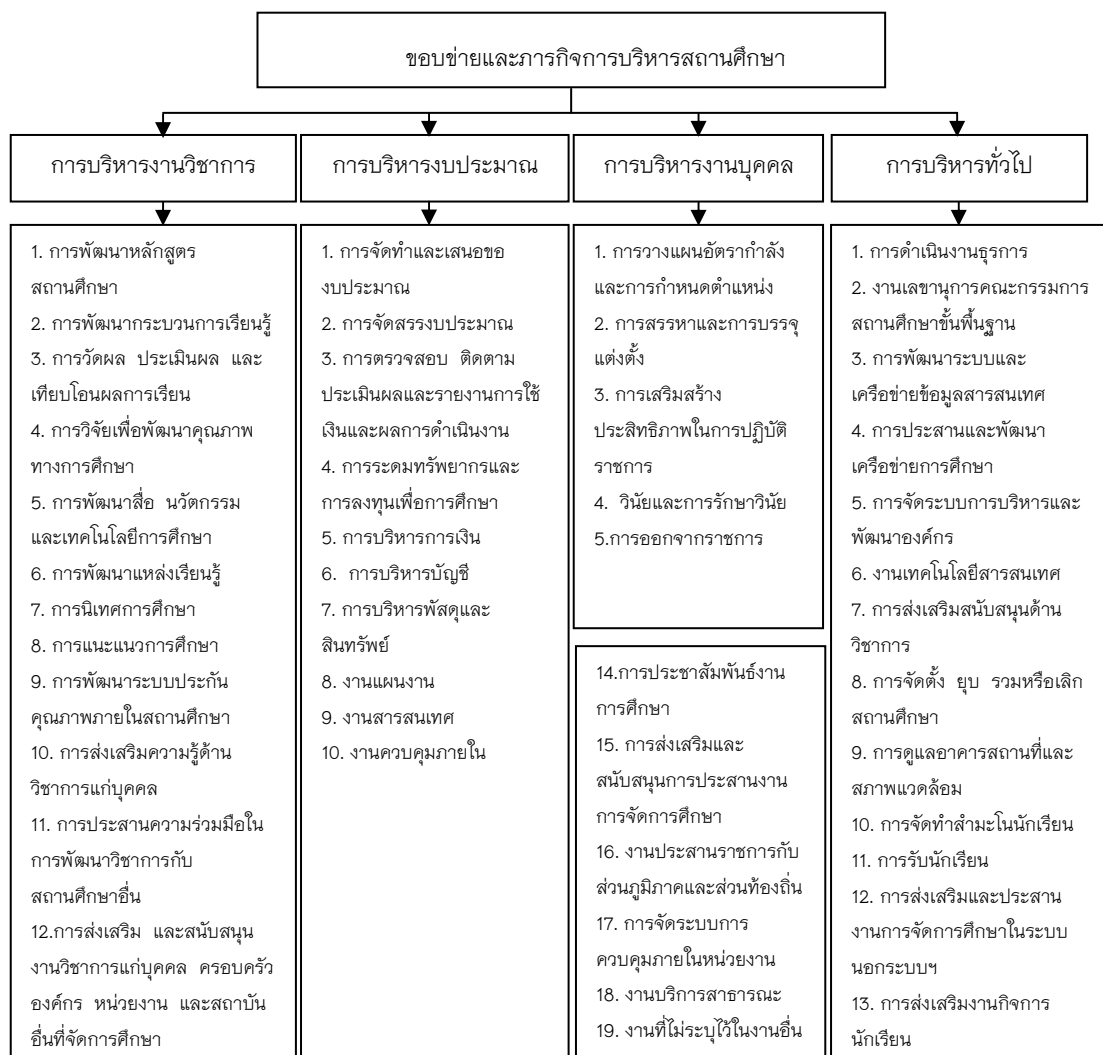 ขอบข่ายและภารกิจการบริหารสถานศึกษา
การบริหารงานวิชาการ
1. การพัฒนาหลักสูตร
สถานศึกษา
2. การพัฒนากระบวนการเรียนรู้
3. การวัดผล ประเมินผล และ
เทียบโอนผลการเรียน
4. การวิจัยเพื่อพัฒนาคุณภาพ
ทางการศึกษา
5. การพัฒนาสื่อ นวัตกรรม
และเทคโนโลยีการศึกษา
6. การพัฒนาแหล่งเรียนรู้
7. การนิเทศการศึกษา
8. การแนะแนวการศึกษา
9. การพัฒนาระบบประกัน
คุณภาพภายในสถานศึกษา
10. การส่งเสริมความรู้ด้าน
วิชาการแก่บุคคล
11. การประสานความร่วมมือใน
การพัฒนาวิชาการกับ
สถานศึกษาอื่น
12.การส่งเสริม และสนับสนุน
งานวิชาการแก่บุคคล ครอบครัว
องค์กร หน่วยงาน และสถาบัน
อื่นที่จัดการศึกษา
การบริหารงบประมาณ
1. การจัดทำและเสนอขอ
งบประมาณ
2. การจัดสรรงบประมาณ
3. การตรวจสอบ ติดตาม
ประเมินผลและรายงานการใช้
เงินและผลการดำเนินงาน
4. การระดมทรัพยากรและ
การลงทุนเพื่อการศึกษา
5. การบริหารการเงิน
6. การบริหารบัญชี
7. การบริหารพัสดุและ
สินทรัพย์
8. งานแผนงาน
9. งานสารสนเทศ
10. งานควบคุมภายใน
การบริหารงานบุคคล
1. การวางแผนอัตรากำลัง
และการกำหนดตำแหน่ง
2. การสรรหาและการบรรจุ
แต่งตั้ง
3. การเสริมสร้าง
ประสิทธิภาพในการปฏิบัติ
ราชการ
4. วินัยและการรักษาวินัย
5.การออกจากราชการ
การบริหารทั่วไป
1. การดำเนินงานธุรการ
2. งานเลขานุการคณะกรรมการ
สถานศึกษาขั้นพื้นฐาน
3. การพัฒนาระบบและ
เครือข่ายข้อมูลสารสนเทศ
4. การประสานและพัฒนา
เครือข่ายการศึกษา
5. การจัดระบบการบริหารและ
พัฒนาองค์กร
6. งานเทคโนโลยีสารสนเทศ
7. การส่งเสริมสนับสนุนด้าน
วิชาการ
8. การจัดตั้ง ยุบ รวมหรือเลิก
สถานศึกษา
9. การดูแลอาคารสถานที่และ
สภาพแวดล้อม
10. การจัดทำสำมะโนนักเรียน
11. การรับนักเรียน
12. การส่งเสริมและประสาน
งานการจัดการศึกษาในระบบ
นอกระบบฯ
13. การส่งเสริมงานกิจการ
นักเรียน
14.การประชาสัมพันธ์งาน
การศึกษา
15. การส่งเสริมและ
สนับสนุนการประสานงาน
การจัดการศึกษา
16. งานประสานราชการกับ
ส่วนภูมิภาคและส่วนท้องถิ่น
17. การจัดระบบการ
ควบคุมภายในหน่วยงาน
18. งานบริการสาธารณะ
19. งานที่ไม่ระบุไว้ในงานอื่น